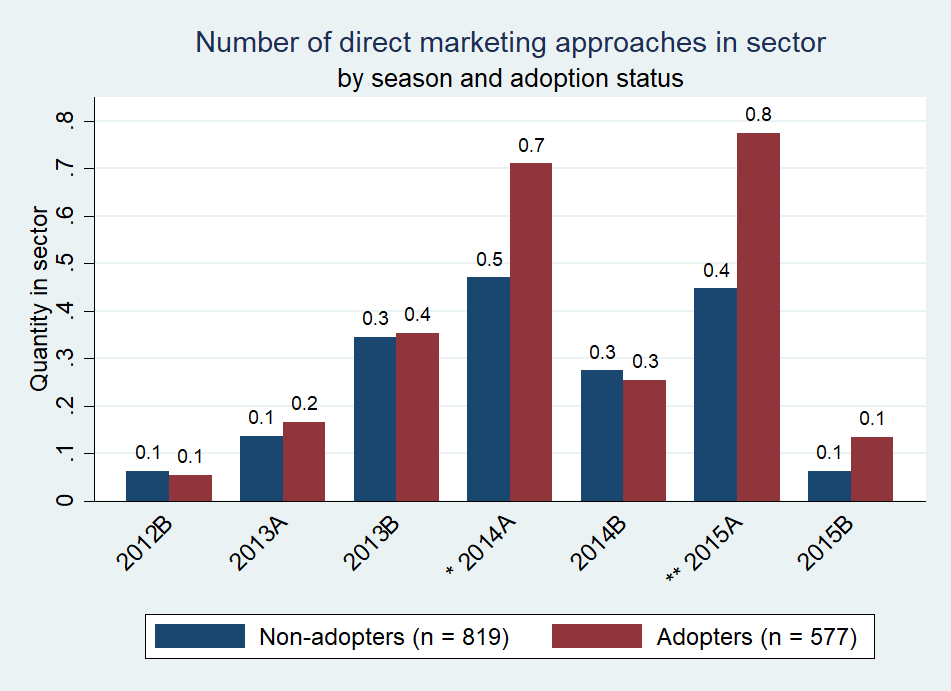 Number of direct marketing approaches in sector
by season and adoption status
Quantity in sector
.8
.7
.6
.5
.4
.3
.2
.1
0
0.1 0.1 0.1 0.2 0.3 0.4 0.5 0.7 0.3 0.3 0.4 0.8 0.1 0.1
2012B 2013A 2013B * 2014A 2014B ** 2015A 2015B
Non-adopters (n = 819) Adopters (n = 577)